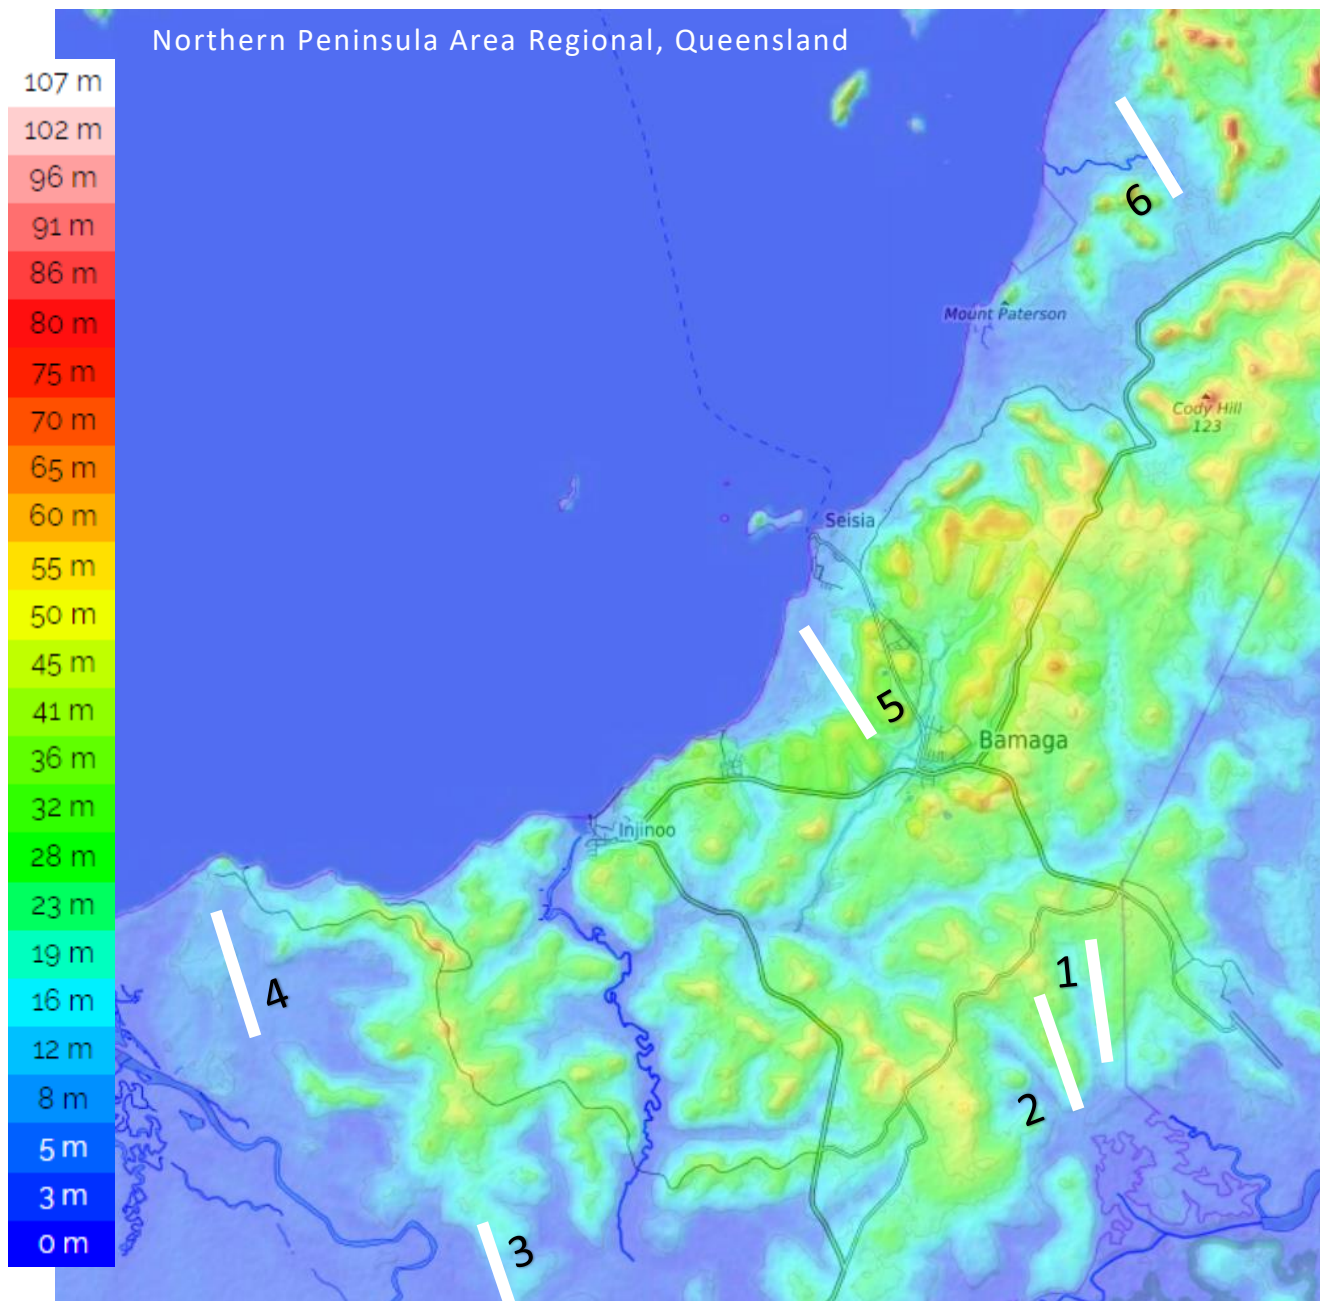 Northern Peninsula Area Regional, Queensland
107 m
102 m
96 m
91 m
86 m
80 m
75 m
70 m
65 m
60 m
55 m
50 m
45 m
41 m
36 m
32 m
28 m
23 m
19 m
16 m
12 m
8 m
5 m
3 m
0 m
6
Mount Paterson
Cody Hill
123
Seisia
5
Bamaga
Injinoo
1
4
2
3